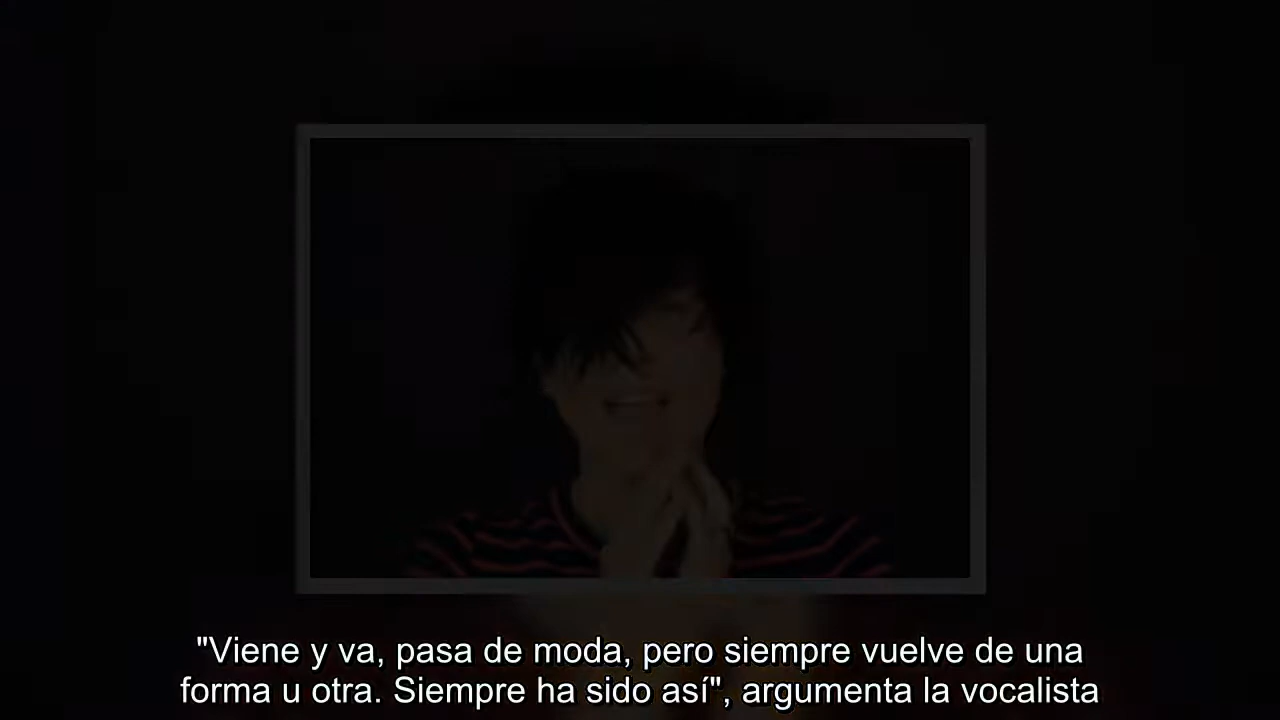 "Viene y va, pasa de moda, pero siempre vuelve de una
forma u otra. Siempre ha sido así", argumenta la vocalista